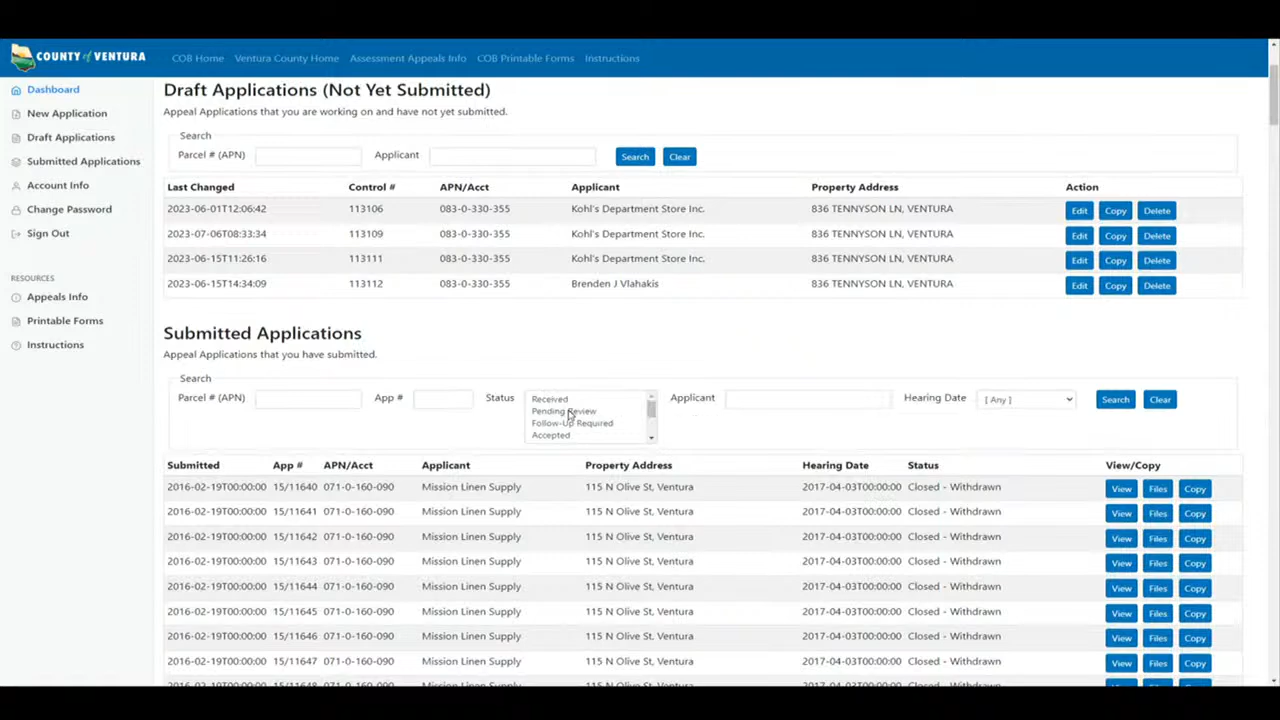 COUNTY of VENTURA COB Home Ventura County Home Assessment Appeals Info COB Printable Forms Instructions
Dashboard
New Application
Draft Applications
Submitted Applications
Account Info
Change Password
Sign Out
RESOURCES
Appeals Info
Printable Forms
Instructions
Draft Applications (Not Yet Submitted)
Appeal Applications that you are working on and have not yet submitted.
Search
Parcel # (APN) Applicant Search Clear
Last Changed Control # APN/Acct Applicant Property Address Action
2023-06-01T12:06:42 113106 083-0-330-355 Kohl's Department Store Inc. 836 TENNYSON LN, VENTURA Edit Copy Delete
2023-07-06T08:33:34 113109 083-0-330-355 Kohl's Department Store Inc. 836 TENNYSON LN, VENTURA Edit Copy Delete
2023-06-15T11:26:16 113111 083-0-330-355 Kohl's Department Store Inc. 836 TENNYSON LN, VENTURA Edit Copy Delete
2023-06-15T14:34:09 113112 083-0-330-355 Brenden J Vlahakis 836 TENNYSON LN, VENTURA Edit Copy Delete
Submitted Applications
Appeal Applications that you have submitted.
Search
Parcel # (APN) App # Status Received Applicant Hearing Date [ Any ] Search Clear
Pending Review
Follow-Up Required
Accepted
Submitted App # APN/Acct Applicant Property Address Hearing Date Status View/Copy
2016-02-19T00:00:00 15/11640 071-0-160-090 Mission Linen Supply 115 N Olive St, Ventura 2017-04-03T00:00:00 Closed - Withdrawn View Files Copy
2016-02-19T00:00:00 15/11641 071-0-160-090 Mission Linen Supply 115 N Olive St, Ventura 2017-04-03T00:00:00 Closed - Withdrawn View Files Copy
2016-02-19T00:00:00 15/11642 071-0-160-090 Mission Linen Supply 115 N Olive St, Ventura 2017-04-03T00:00:00 Closed - Withdrawn View Files Copy
2016-02-19T00:00:00 15/11643 071-0-160-090 Mission Linen Supply 115 N Olive St, Ventura 2017-04-03T00:00:00 Closed - Withdrawn View Files Copy
2016-02-19T00:00:00 15/11644 071-0-160-090 Mission Linen Supply 115 N Olive St, Ventura 2017-04-03T00:00:00 Closed - Withdrawn View Files Copy
2016-02-19T00:00:00 15/11645 071-0-160-090 Mission Linen Supply 115 N Olive St, Ventura 2017-04-03T00:00:00 Closed - Withdrawn View Files Copy
2016-02-19T00:00:00 15/11646 071-0-160-090 Mission Linen Supply 115 N Olive St, Ventura 2017-04-03T00:00:00 Closed - Withdrawn View Files Copy
2016-02-19T00:00:00 15/11647 071-0-160-090 Mission Linen Supply 115 N Olive St, Ventura 2017-04-03T00:00:00 Closed - Withdrawn View Files Copy